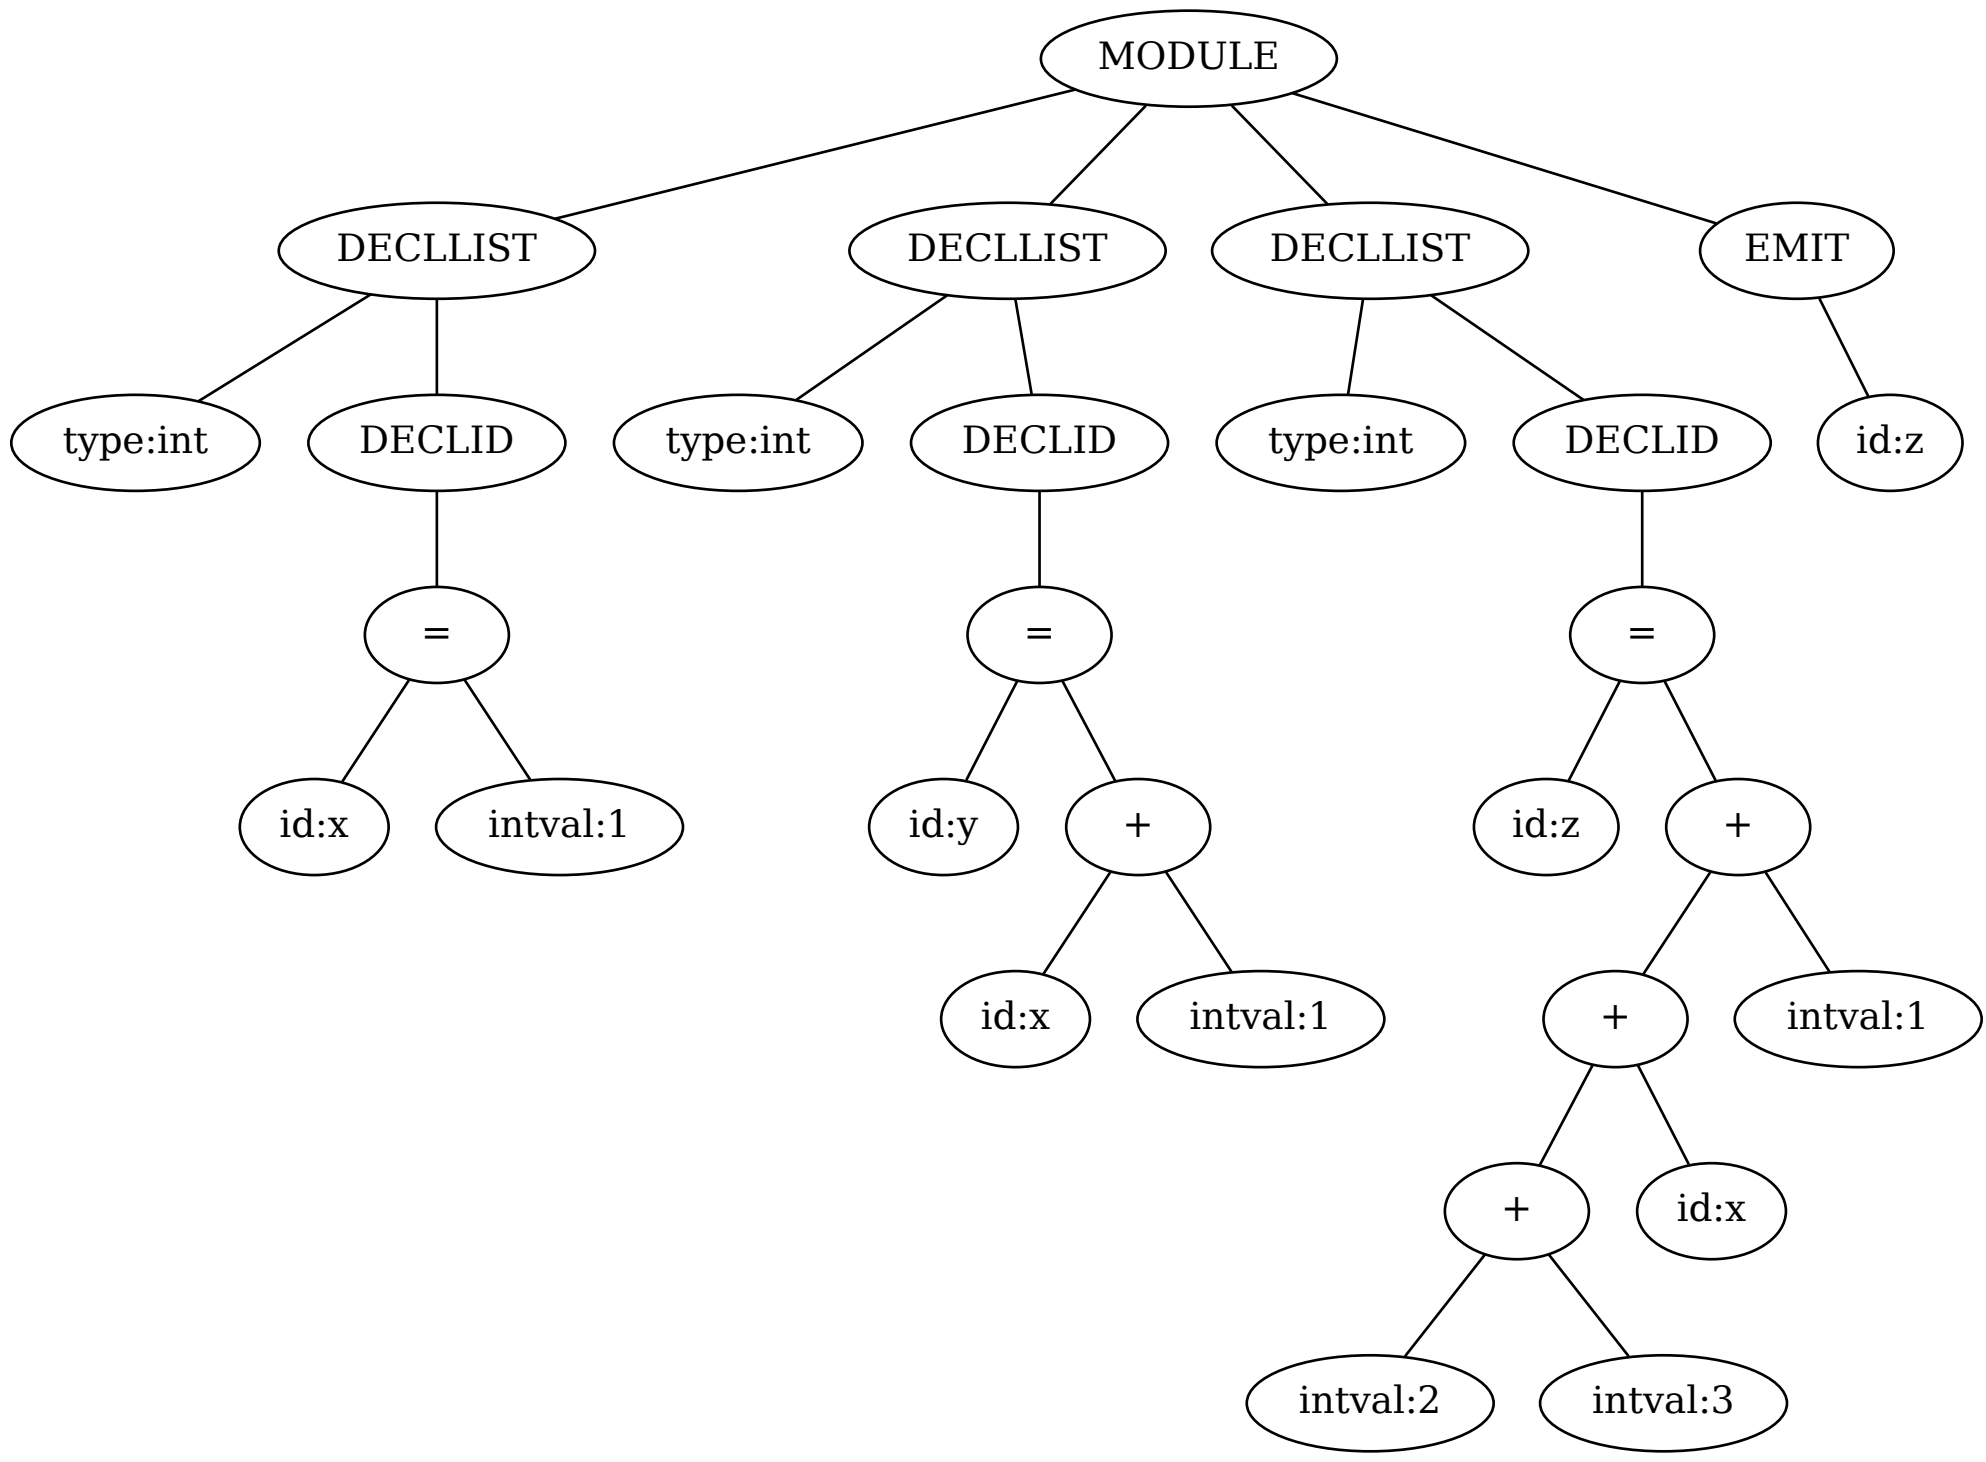 MODULE
DECLLIST DECLLIST DECLLIST EMIT
type:int DECLID type:int DECLID type:int DECLID id:z
= = =
id:x intval:1 id:y + id:z +
id:x intval:1 + intval:1
+ id:x
intval:2 intval:3